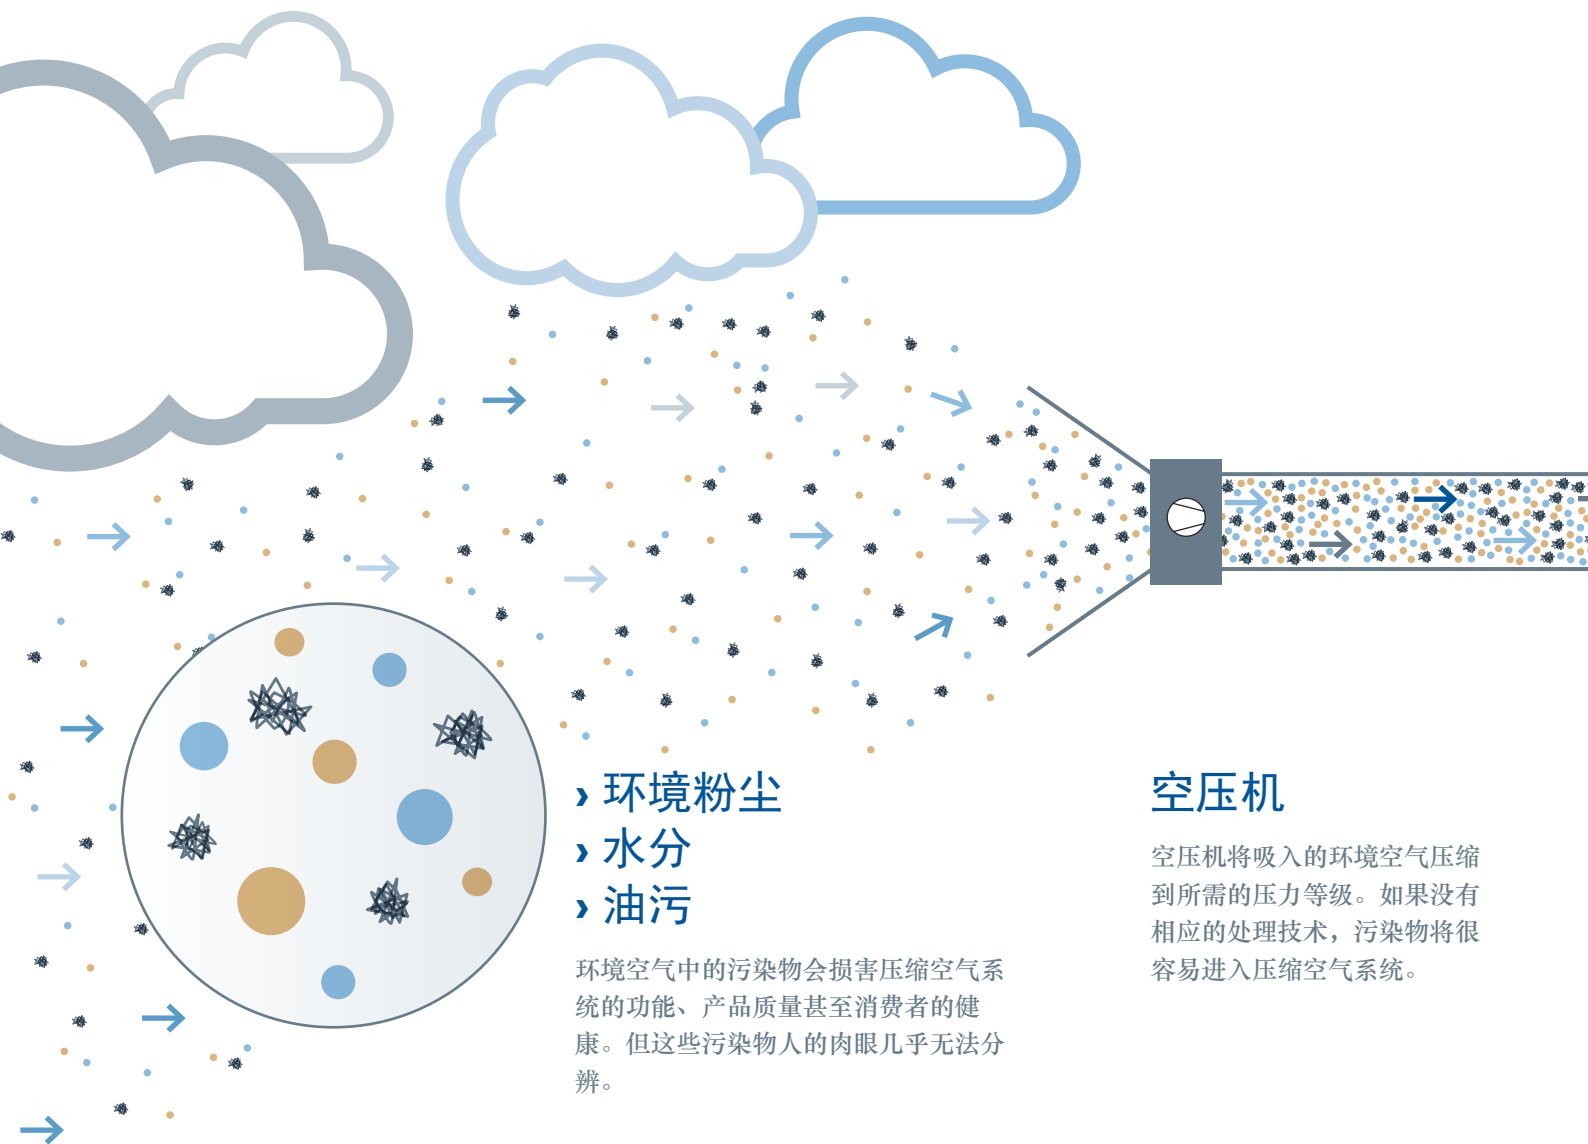 › 环境粉尘
› 水分
› 油污
环境空气中的污染物会损害压缩空气系
统的功能、产品质量甚至消费者的健
康。但这些污染物人的肉眼几乎无法分
辨。
空压机
空压机将吸入的环境空气压缩
到所需的压力等级。如果没有
相应的处理技术，污染物将很
容易进入压缩空气系统。